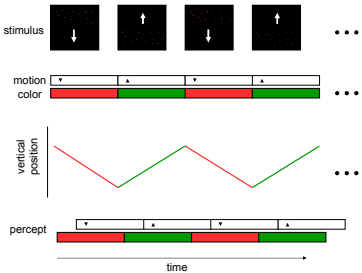 stimulus
motion
color
vertical
position
percept
time